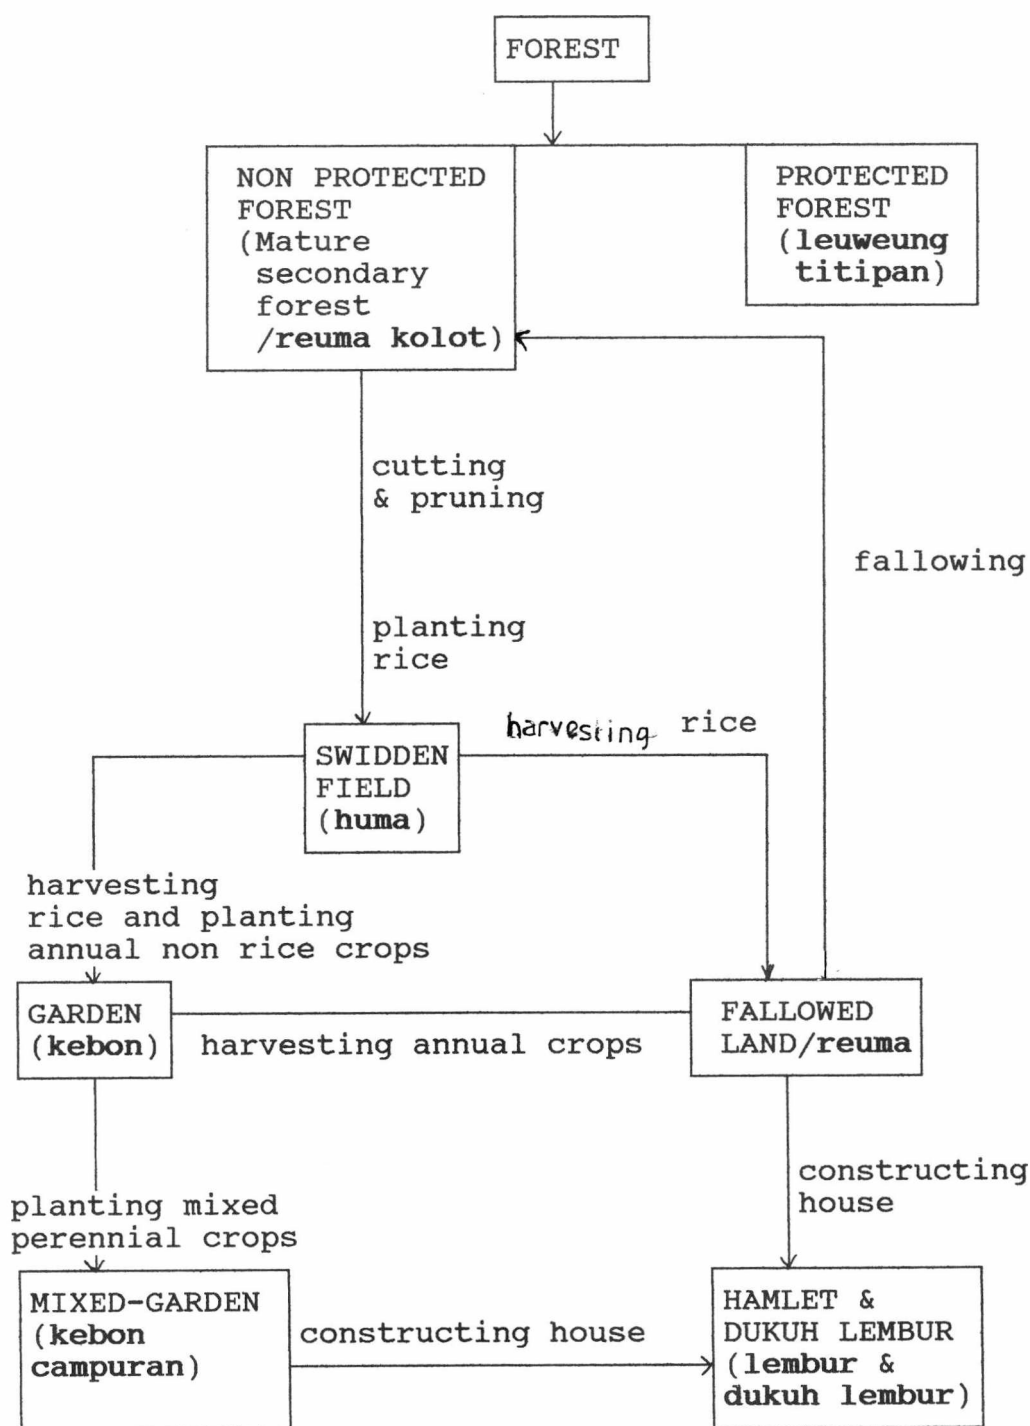 FOREST
NON PROTECTED
FOREST
(Mature
secondary
forest
/reuma kolot)
PROTECTED
FOREST
(leuweung
titipan)
cutting
& pruning
fallowing
planting
rice
harvesting rice
SWIDDEN
FIELD
(huma)
harvesting
rice and planting
annual non rice crops
GARDEN
(kebon)
harvesting annual crops
FALLOWED
LAND/reuma
constructing
house
planting mixed
perennial crops
MIXED-GARDEN
(kebon
campuran)
constructing house
HAMLET &
DUKUH LEMBUR
(lembur &
dukuh lembur)